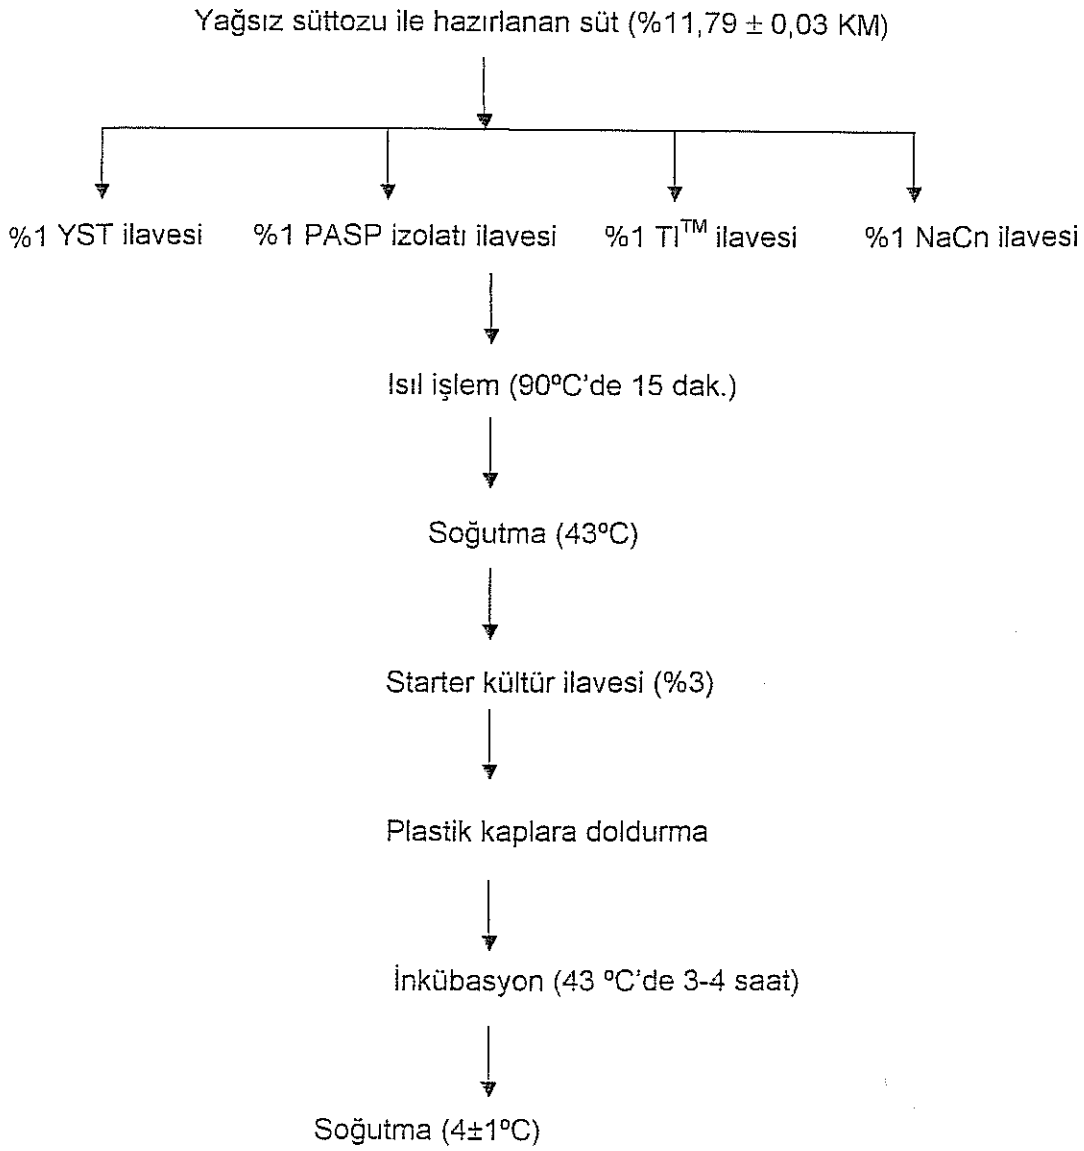 Yağsız süttozu ile hazırlanan süt (%11,79 ± 0,03 KM)
%1 YST ilavesi %1 PASP izolatı ilavesi %1 TI™ ilavesi %1 NaCn ilavesi
Isıl işlem (90ºC'de 15 dak.)
Soğutma (43ºC)
Starter kültür ilavesi (%3)
Plastik kaplara doldurma
İnkübasyon (43 ºC'de 3-4 saat)
Soğutma (4±1ºC)